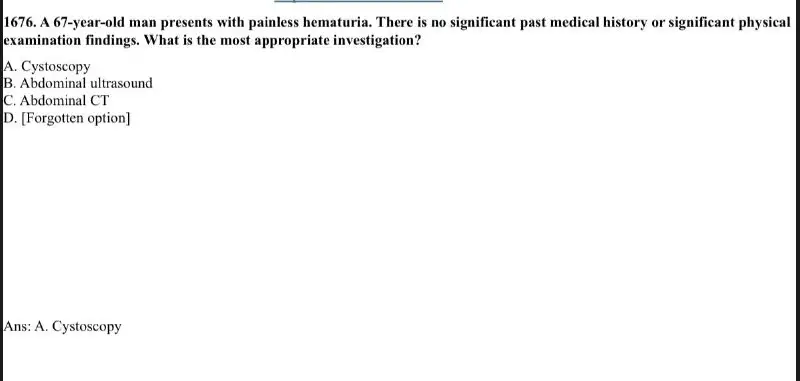 1676. A 67-year-old man presents with painless hematuria. There is no significant past medical history or significant physical
examination findings. What is the most appropriate investigation?
A. Cystoscopy
B. Abdominal ultrasound
C. Abdominal CT
D. [Forgotten option]
Ans: A. Cystoscopy